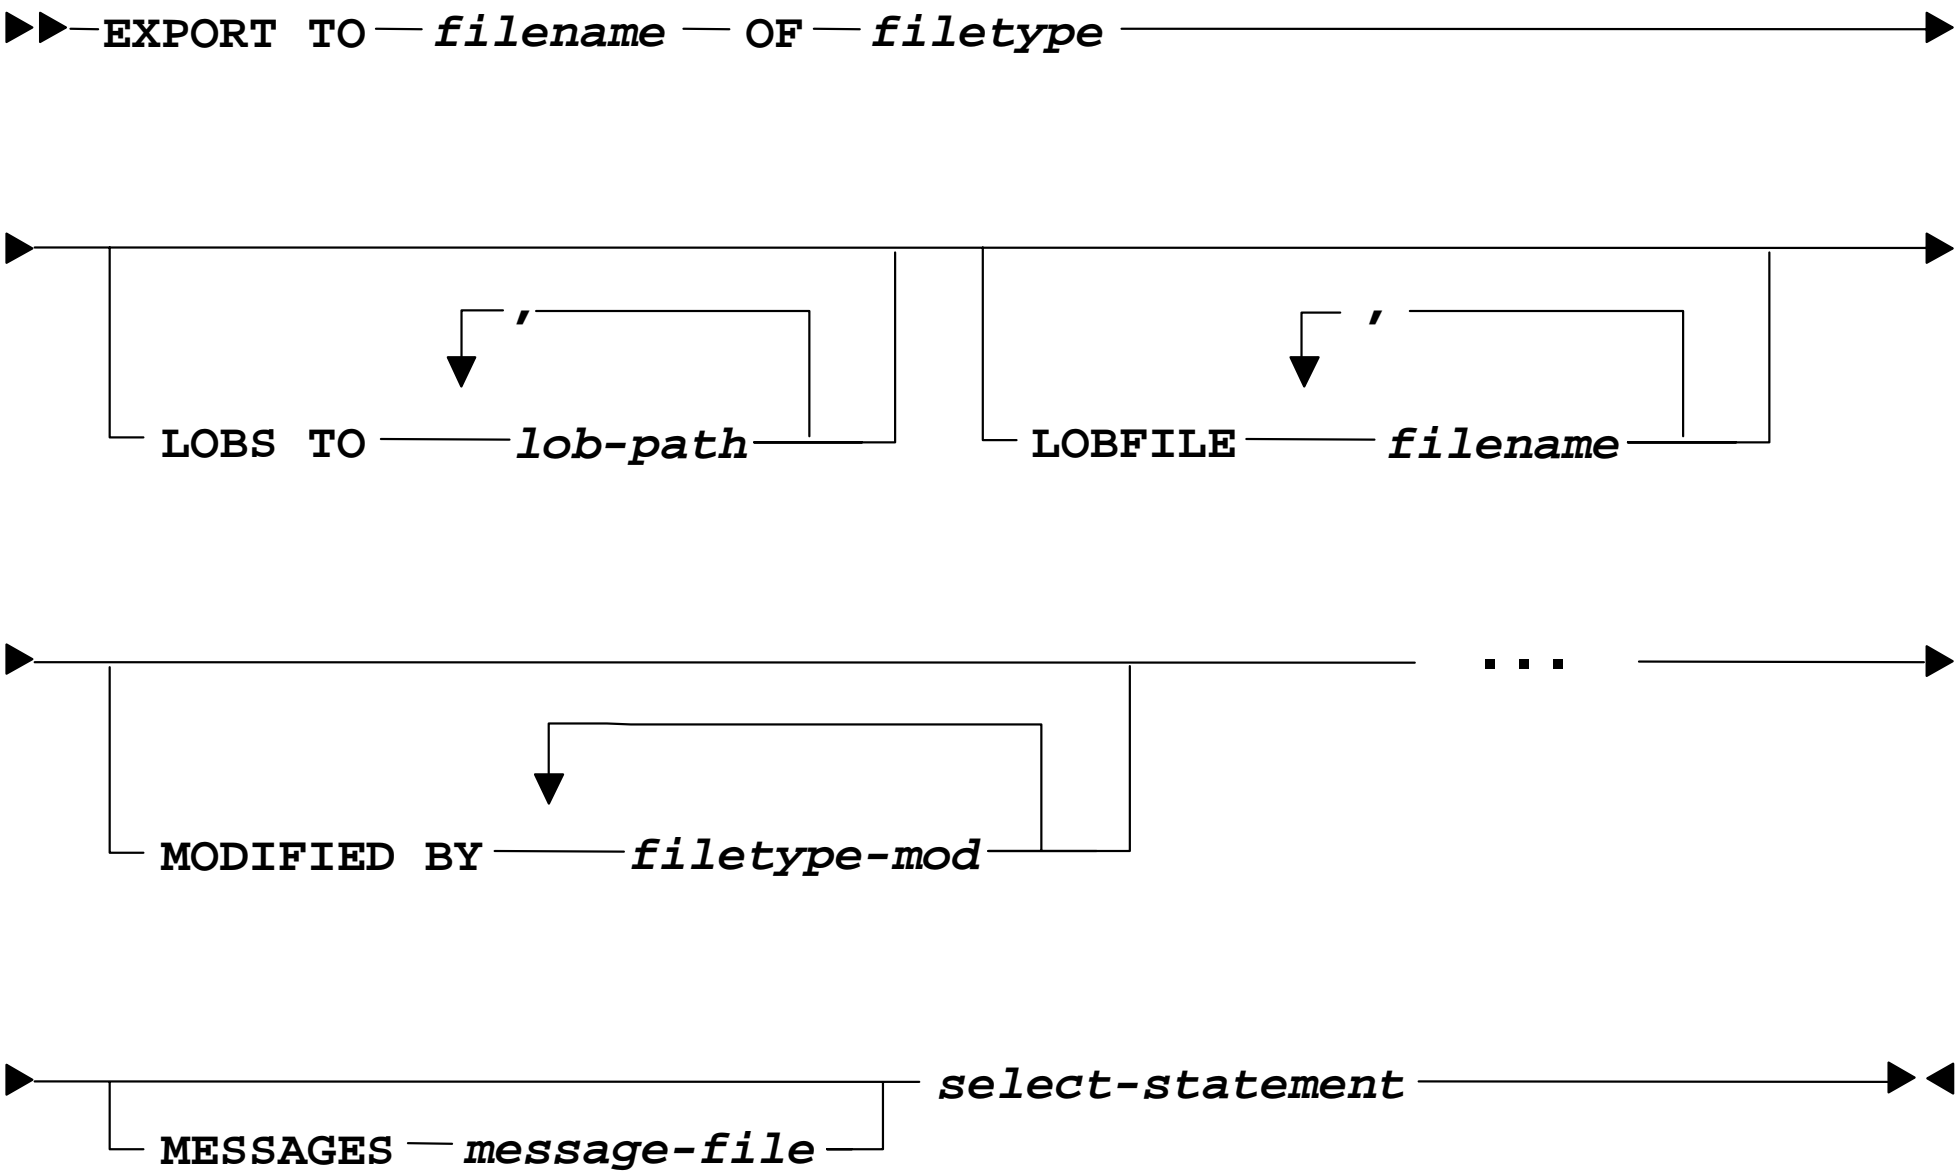 EXPORT TO filename OF filetype
, ,
LOBS TO lob-path LOBFILE filename
...
MODIFIED BY filetype-mod
select-statement
MESSAGES message-file